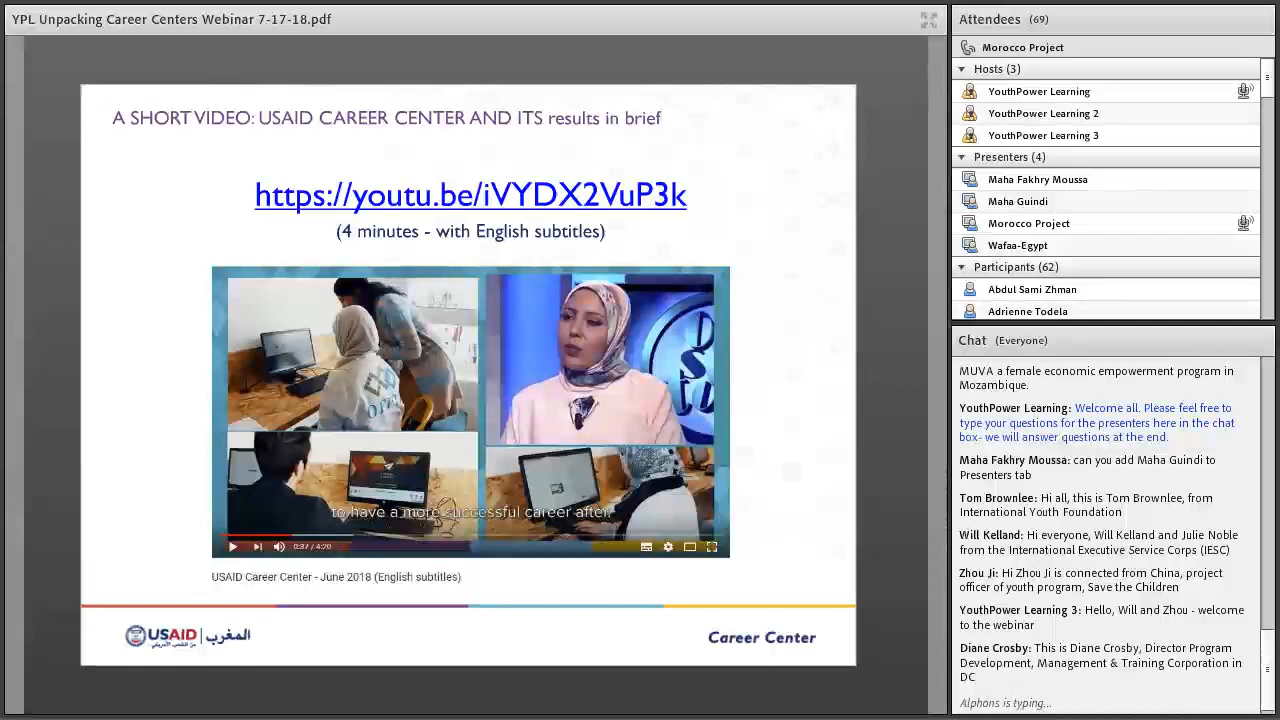 YPL Unpacking Career Centers Webinar 7-17-18.pdf
A SHORT VIDEO: USAID CAREER CENTER AND ITS results in brief
https://youtu.be/iVYDX2VuP3k
(4 minutes - with English subtitles)
to have a more successful career after.
0:37 / 4:20
USAID Career Center - June 2018 (English subtitles)
USAID المغرب
من الشعب الأمريكي
Career Center
Attendees (69)
Morocco Project
Hosts (3)
YouthPower Learning
YouthPower Learning 2
YouthPower Learning 3
Presenters (4)
Maha Fakhry Moussa
Maha Guindi
Morocco Project
Wafaa-Egypt
Participants (62)
Abdul Sami Zhman
Adrienne Todela
Chat (Everyone)
MUVA a female economic empowerment program in
Mozambique.
YouthPower Learning: Welcome all. Please feel free to
type your questions for the presenters here in the chat
box- we will answer questions at the end.
Maha Fakhry Moussa: can you add Maha Guindi to
Presenters tab
Tom Brownlee: Hi all, this is Tom Brownlee, from
International Youth Foundation
Will Kelland: Hi everyone, Will Kelland and Julie Noble
from the International Executive Service Corps (IESC)
Zhou Ji: Hi Zhou Ji is connected from China, project
officer of youth program, Save the Children
YouthPower Learning 3: Hello, Will and Zhou - welcome
to the webinar
Diane Crosby: This is Diane Crosby, Director Program
Development, Management & Training Corporation in
DC
Alphons is typing...